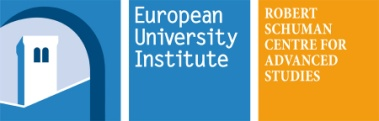 European
University
Institute
ROBERT
SCHUMAN
CENTRE FOR
ADVANCED
STUDIES